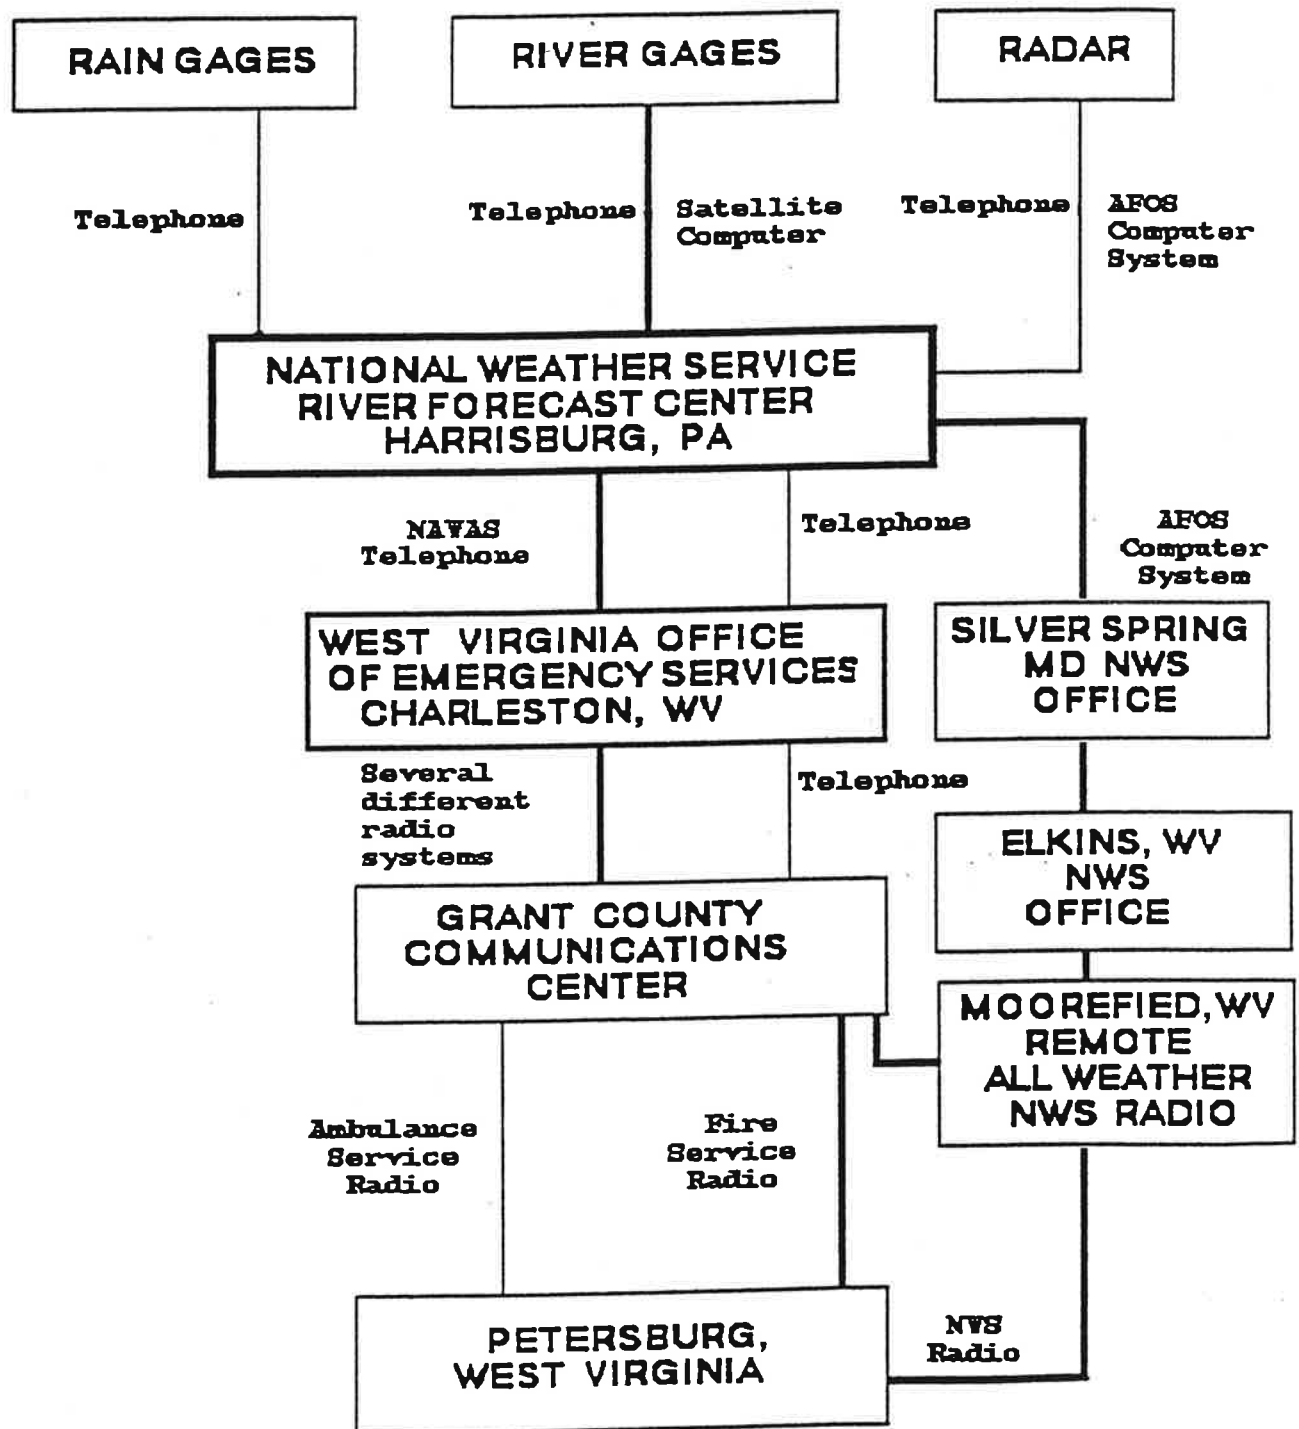 RAIN GAGES
RIVER GAGES
RADAR
Telephone
Telephone
Satellite
Computer
Telephone
AFOS
Computer
System
NATIONAL WEATHER SERVICE
RIVER FORECAST CENTER
HARRISBURG, PA
NAWAS
Telephone
Telephone
AFOS
Computer
System
WEST VIRGINIA OFFICE
OF EMERGENCY SERVICES
CHARLESTON, WV
SILVER SPRING
MD NWS
OFFICE
Several
different
radio
systems
Telephone
ELKINS, WV
NWS
OFFICE
GRANT COUNTY
COMMUNICATIONS
CENTER
MOOREFIED, WV
REMOTE
ALL WEATHER
NWS RADIO
Ambulance
Service
Radio
Fire
Service
Radio
PETERSBURG,
WEST VIRGINIA
NWS
Radio